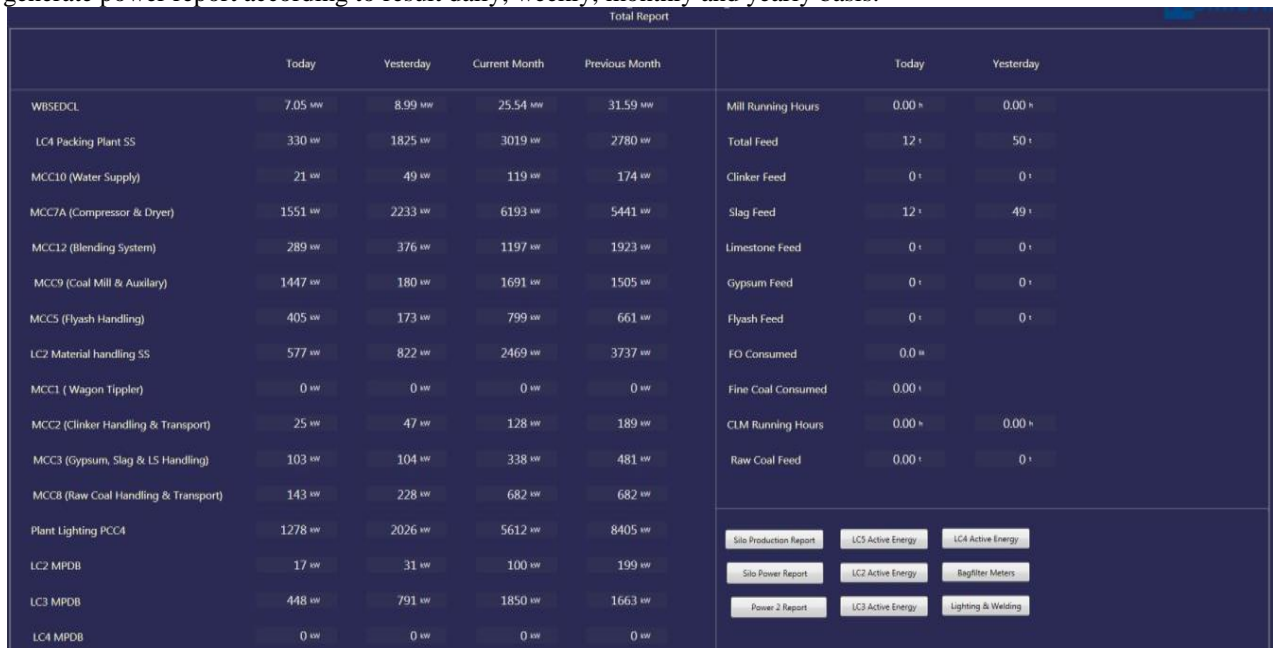 generate power report according to result daily, weekly, monthly and yearly basis.
Total Report
Today Yesterday Current Month Previous Month
WBSEDCL 7.05 MW 8.99 MW 25.54 MW 31.59 MW
LC4 Packing Plant SS 330 kW 1825 kW 3019 kW 2780 kW
MCC10 (Water Supply) 21 kW 49 kW 119 kW 174 kW
MCC7A (Compressor & Dryer) 1551 kW 2233 kW 6193 kW 5441 kW
MCC12 (Blending System) 289 kW 376 kW 1197 kW 1923 kW
MCC9 (Coal Mill & Auxilary) 1447 kW 180 kW 1691 kW 1505 kW
MCC5 (Flyash Handling) 405 kW 173 kW 799 kW 661 kW
LC2 Material handling SS 577 kW 822 kW 2469 kW 3737 kW
MCC1 ( Wagon Tippler) 0 kW 0 kW 0 kW 0 kW
MCC2 (Clinker Handling & Transport) 25 kW 47 kW 128 kW 189 kW
MCC3 (Gypsum, Slag & LS Handling) 103 kW 104 kW 338 kW 481 kW
MCC8 (Raw Coal Handling & Transport) 143 kW 228 kW 682 kW 682 kW
Plant Lighting PCC4 1278 kW 2026 kW 5612 kW 8405 kW
LC2 MPDB 17 kW 31 kW 100 kW 199 kW
LC3 MPDB 448 kW 791 kW 1850 kW 1663 kW
LC4 MPDB 0 kW 0 kW 0 kW 0 kW
Today Yesterday
Mill Running Hours 0.00 h 0.00 h
Total Feed 12 t 50 t
Clinker Feed 0 t 0 t
Slag Feed 12 t 49 t
Limestone Feed 0 t 0 t
Gypsum Feed 0 t 0 t
Flyash Feed 0 t 0 t
FO Consumed 0.0
Fine Coal Consumed 0.00 t
CLM Running Hours 0.00 h 0.00 h
Raw Coal Feed 0.00 t 0 t
Silo Production Report LC5 Active Energy LC4 Active Energy
Silo Power Report LC2 Active Energy Bagfilter Meters
Power 2 Report LC3 Active Energy Lighting & Welding